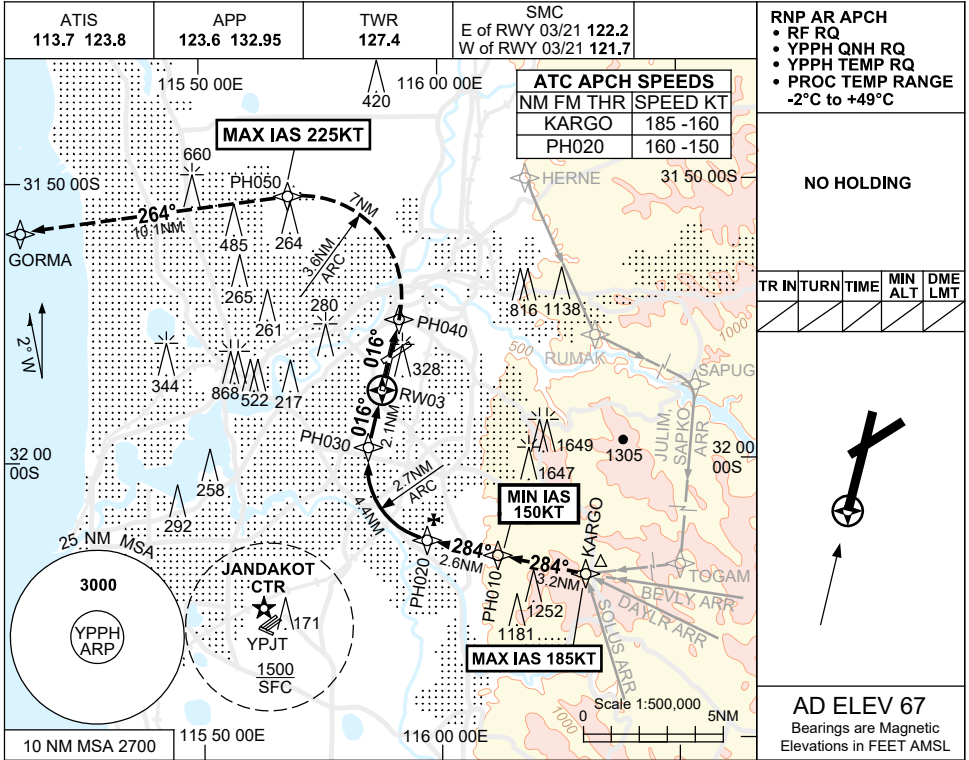 ATIS
113.7 123.8
APP
123.6 132.95
TWR
127.4
SMC
E of RWY 03/21 122.2
W of RWY 03/21 121.7
RNP AR APCH
• RF RQ
• YPPH QNH RQ
• YPPH TEMP RQ
• PROC TEMP RANGE
-2°C to +49°C
115 50 00E
116 00 00E
420
ATC APCH SPEEDS
NM FM THR SPEED KT
KARGO 185 -160
PH020 160 -150
MAX IAS 225KT
660
31 50 00S
PH050
HERNE
31 50 00S
NO HOLDING
7NM
264°
10.1NM
GORMA
485
264
3.6NM
ARC
265
280
261
816
1138
TR IN TURN TIME MIN ALT DME LMT
2°W
PH040
1000
500
RUMAK
016°
328
344
868
522
217
RW03
SAPUG
016°
2.1NM
PH030
JULIM,
SAPKO
ARR
1649
1305
32 00
00S
32 00
00S
1647
258
2.7NM
ARC
4.4NM
292
MIN IAS
150KT
KARGO
25 NM MSA
3000
YPPH
ARP
JANDAKOT
CTR
171
YPJT
1500
SFC
284°
2.6NM
284°
3.2NM
PH020
PH010
TOGAM
BEVLY ARR
DAYLR ARR
SOLUS ARR
1252
1181
MAX IAS 185KT
1000
Scale 1:500,000
0 5NM
10 NM MSA 2700
115 50 00E
116 00 00E
AD ELEV 67
Bearings are Magnetic
Elevations in FEET AMSL